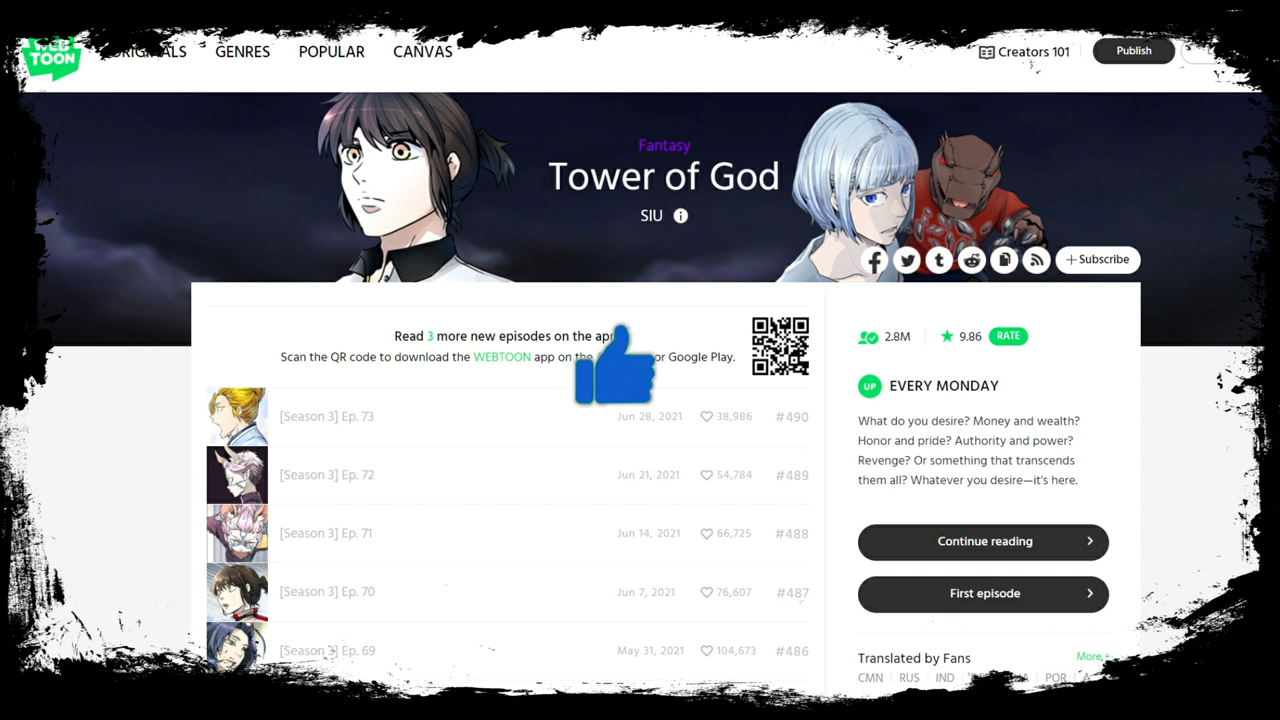 WEB
TOON
ORIGINALS
GENRES
POPULAR
CANVAS
Creators 101
Publish
Fantasy
Tower of God
SIU
+ Subscribe
Read 3 more new episodes on the app
Scan the QR code to download the WEBTOON app on the or Google Play.
[Season 3] Ep. 73 Jun 28, 2021 38,986 #490
[Season 3] Ep. 72 Jun 21, 2021 54,784 #489
[Season 3] Ep. 71 Jun 14, 2021 66,725 #488
[Season 3] Ep. 70 Jun 7, 2021 76,607 #487
[Season 3] Ep. 69 May 31, 2021 104,673 #486
2.8M
9.86 RATE
UP EVERY MONDAY
What do you desire? Money and wealth?
Honor and pride? Authority and power?
Revenge? Or something that transcends
them all? Whatever you desire—it's here.
Continue reading
First episode
Translated by Fans
More +
CMN RUS IND POR